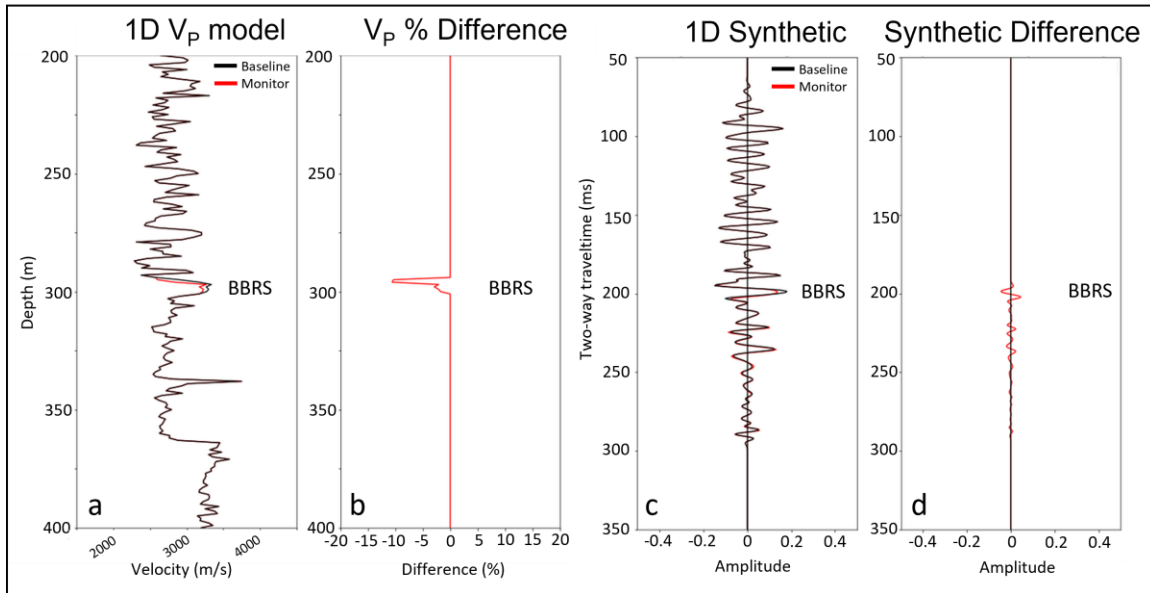 1D VP model
VP % Difference
1D Synthetic
Synthetic Difference
200
250
300
350
400
Depth (m)
Baseline
Monitor
BBRS
a
2000
3000
4000
Velocity (m/s)
200
250
300
350
400
BBRS
b
-20 -15 -10 -5 0 5 10 15 20
Difference (%)
50
100
150
200
250
300
350
Two-way traveltime (ms)
Baseline
Monitor
BBRS
c
-0.4 -0.2 0 0.2 0.4
Amplitude
50
100
150
200
250
300
350
BBRS
d
-0.4 -0.2 0 0.2 0.4
Amplitude